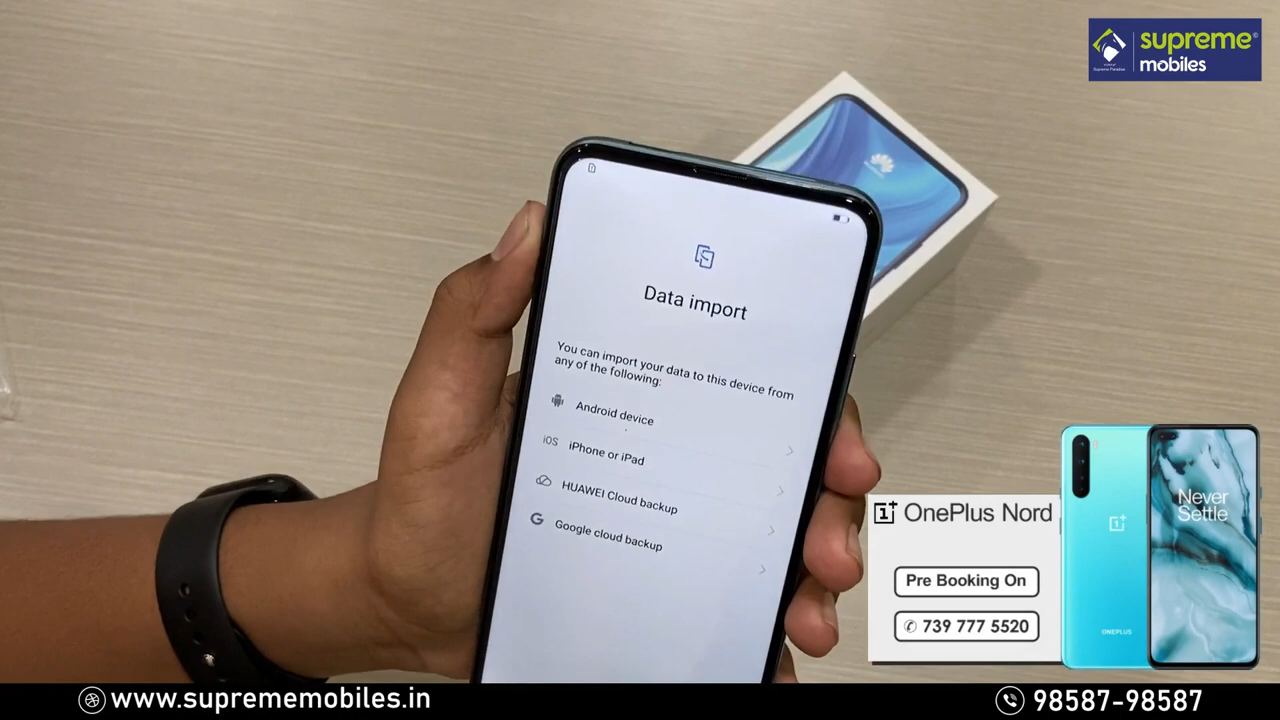 supreme
mobiles
Data import
You can import your data to this device from
any of the following:
Android device
iOS iPhone or iPad
HUAWEI Cloud backup
G Google cloud backup
1+ OnePlus Nord
Pre Booking On
739 777 5520
Never
Settle
ONEPLUS
www.suprememobiles.in
98587-98587